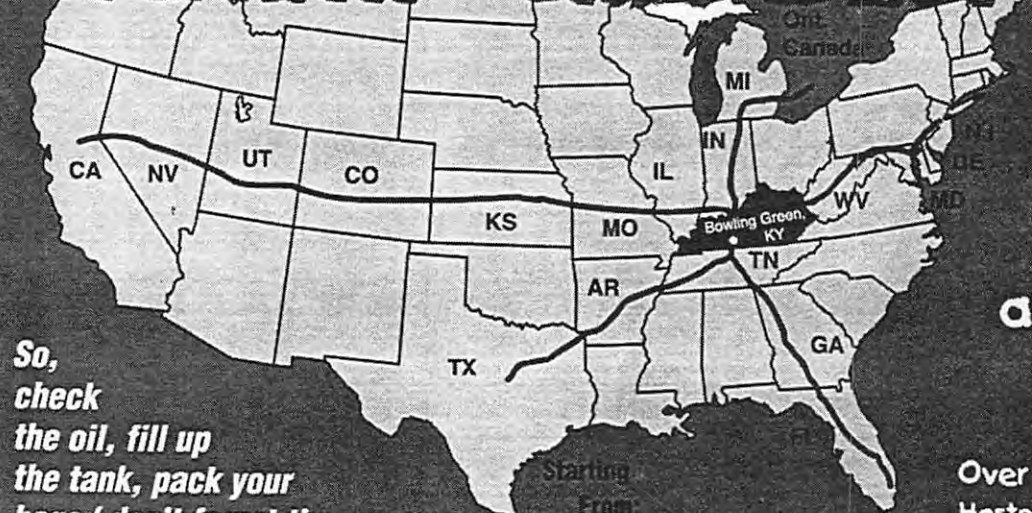 Ont.
Canada
MI
NJ
IN
DE
CA
NV
UT
CO
IL
WV
MD
KS
MO
Bowling Green,
KY
TN
AR
a
GA
TX
So,
check
the oil, fill up
FL
the tank, pack your
Starting
Over
From: